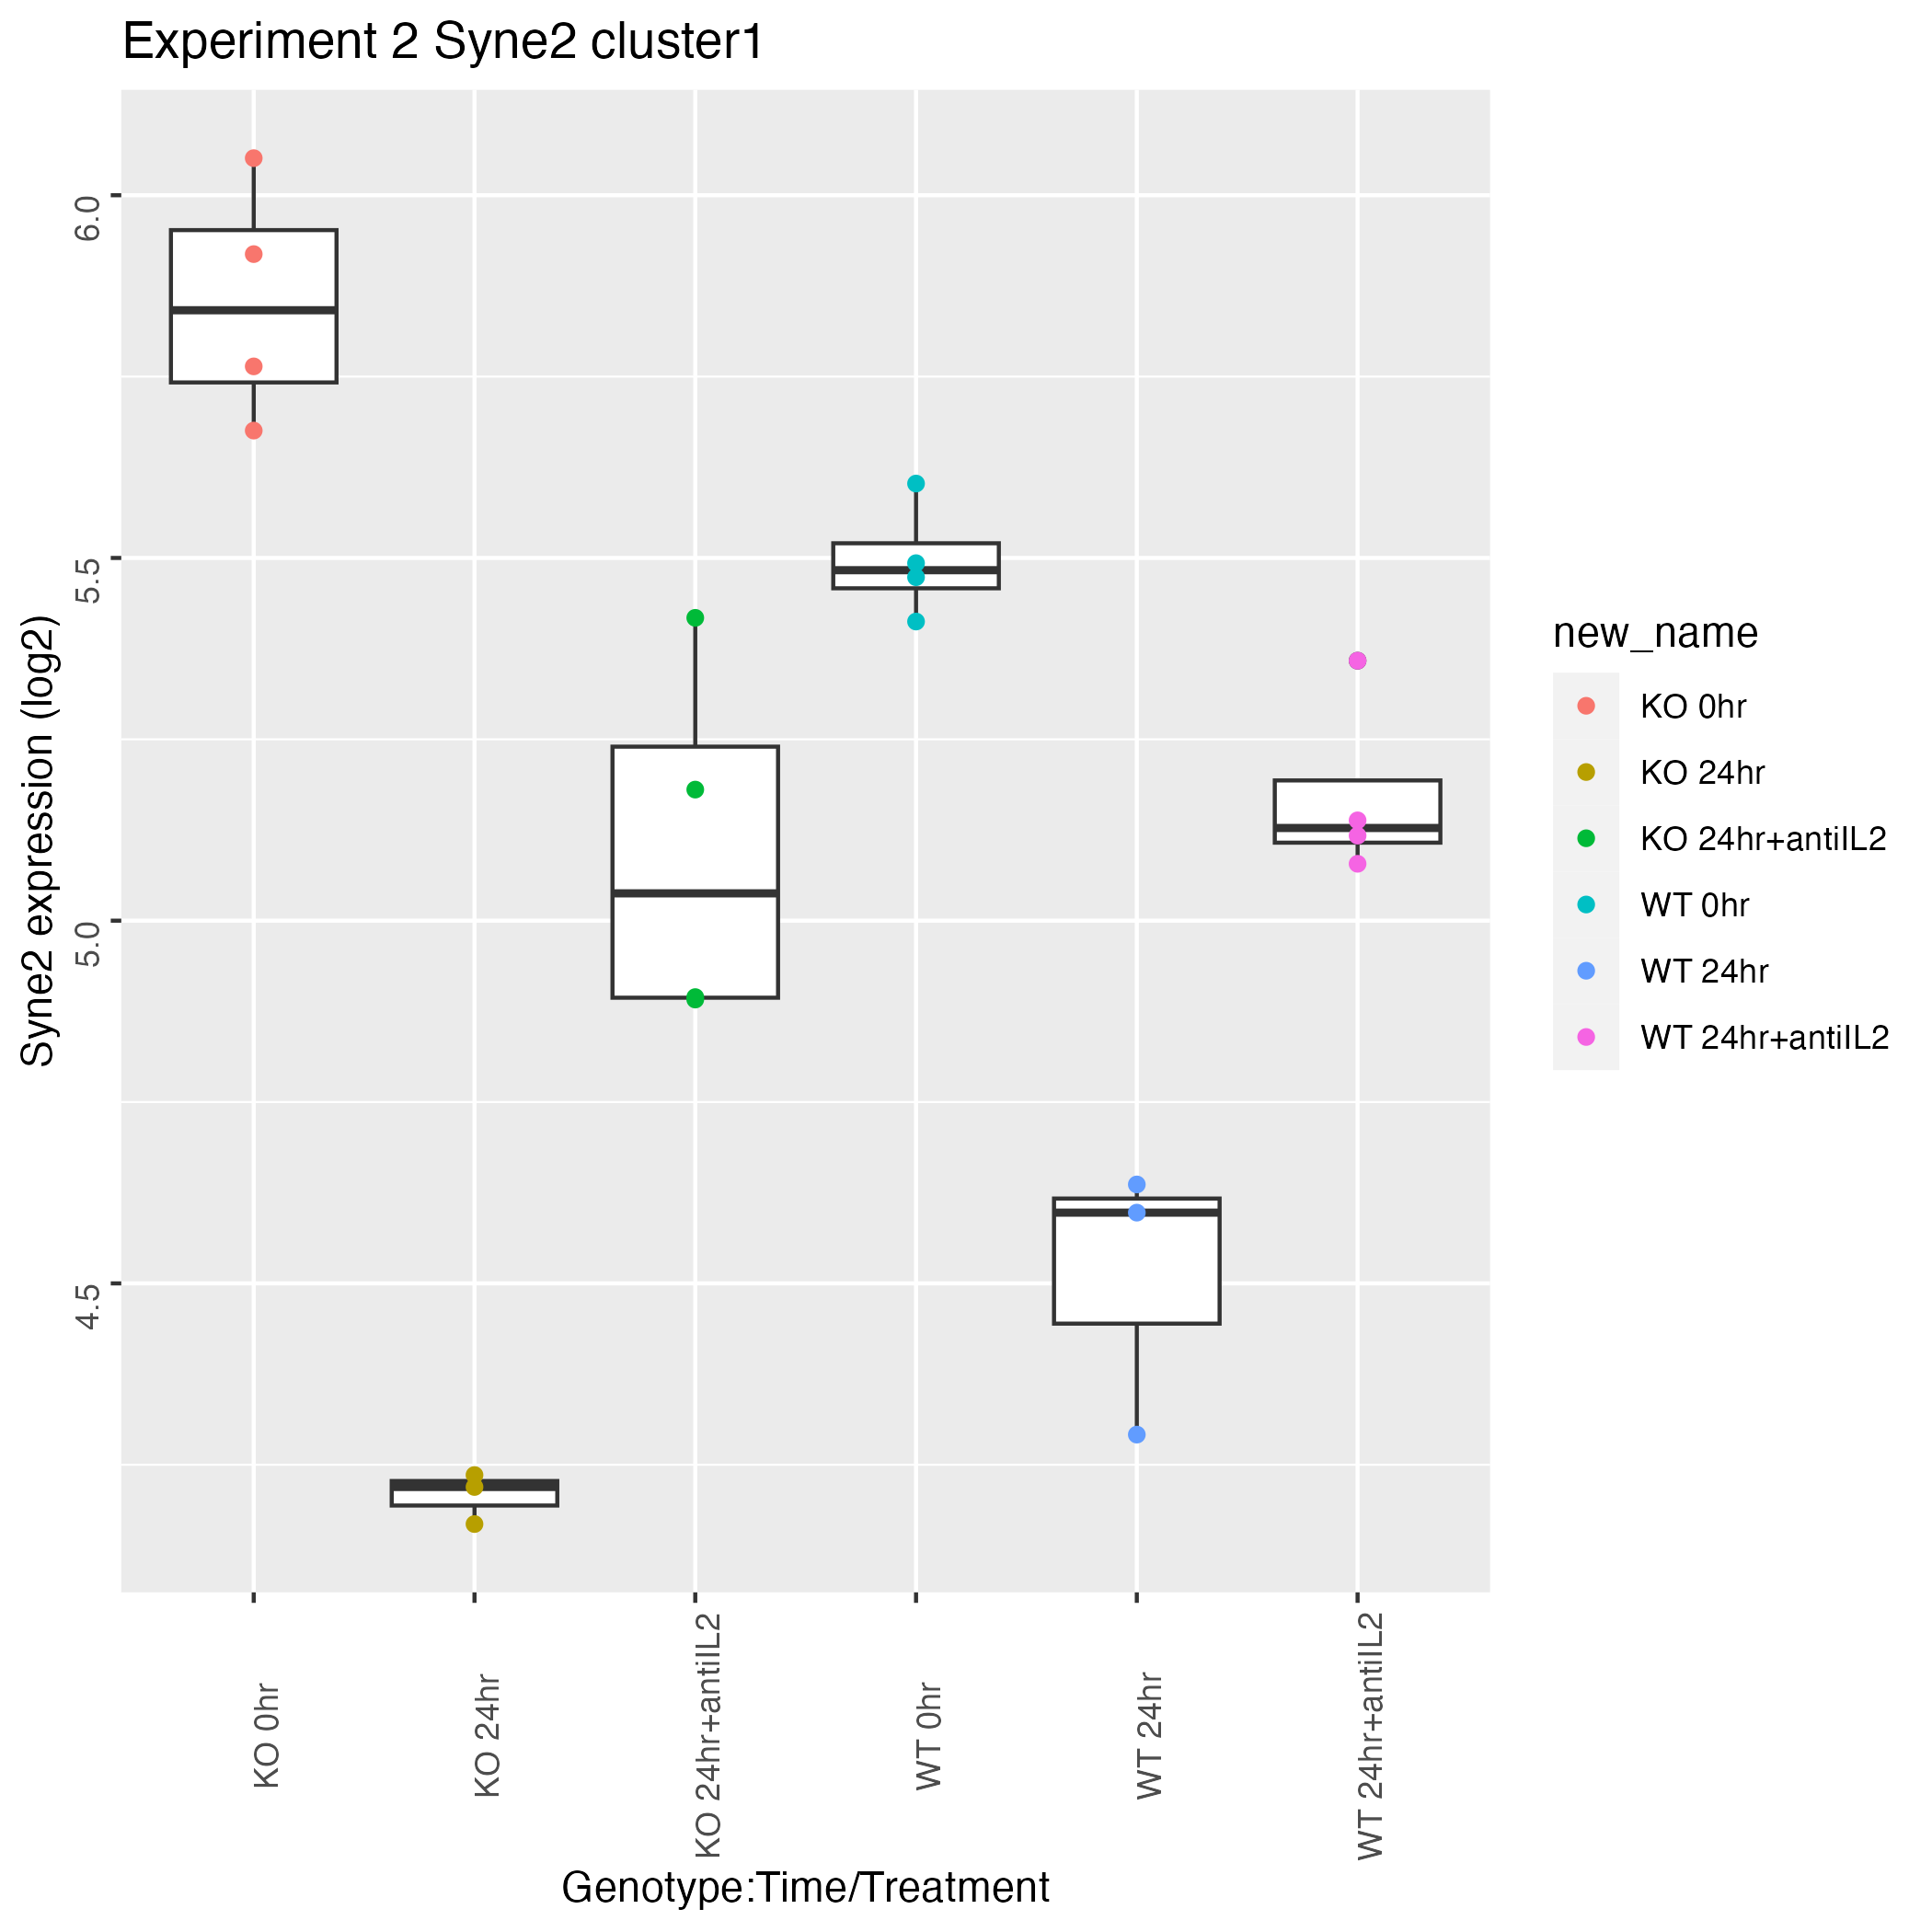 Experiment 2 Syne2 cluster1
Syne2 expression (log2)
6.0
5.5
5.0
4.5
KO 0hr
KO 24hr
KO 24hr+antiIL2
WT 0hr
WT 24hr
WT 24hr+antiIL2
Genotype:Time/Treatment
new_name
KO 0hr
KO 24hr
KO 24hr+antiIL2
WT 0hr
WT 24hr
WT 24hr+antiIL2